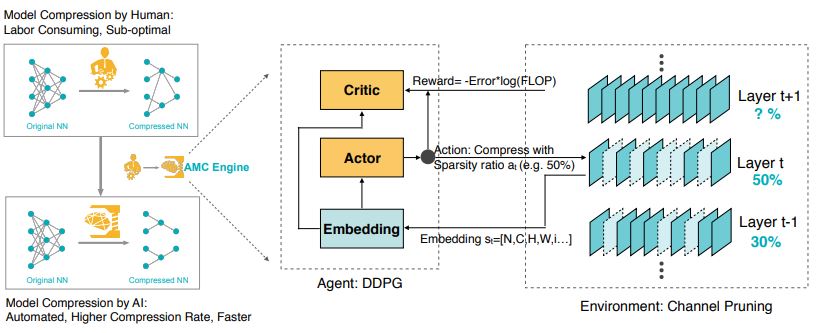 Model Compression by Human:
Labor Consuming, Sub-optimal
Original NN
Compressed NN
AMC Engine
Original NN
Compressed NN
Model Compression by AI:
Automated, Higher Compression Rate, Faster
Critic
Actor
Embedding
Agent: DDPG
Reward= -Error*log(FLOP)
Action: Compress with
Sparsity ratio at (e.g. 50%)
Embedding st=[N,C,H,W,i…]
Layer t+1
? %
Layer t
50%
Layer t-1
30%
Environment: Channel Pruning